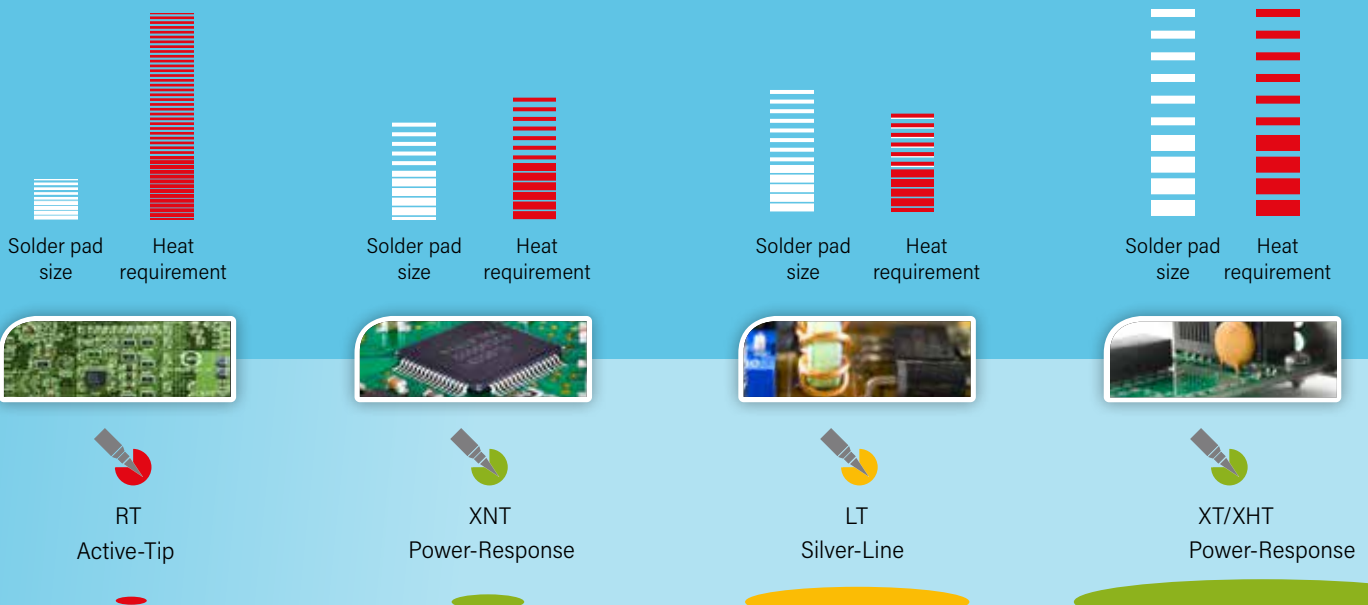 Solder pad
size
Heat
requirement
Solder pad
size
Heat
requirement
Solder pad
size
Heat
requirement
Solder pad
size
Heat
requirement
RT
Active-Tip
XNT
Power-Response
LT
Silver-Line
XT/XHT
Power-Response